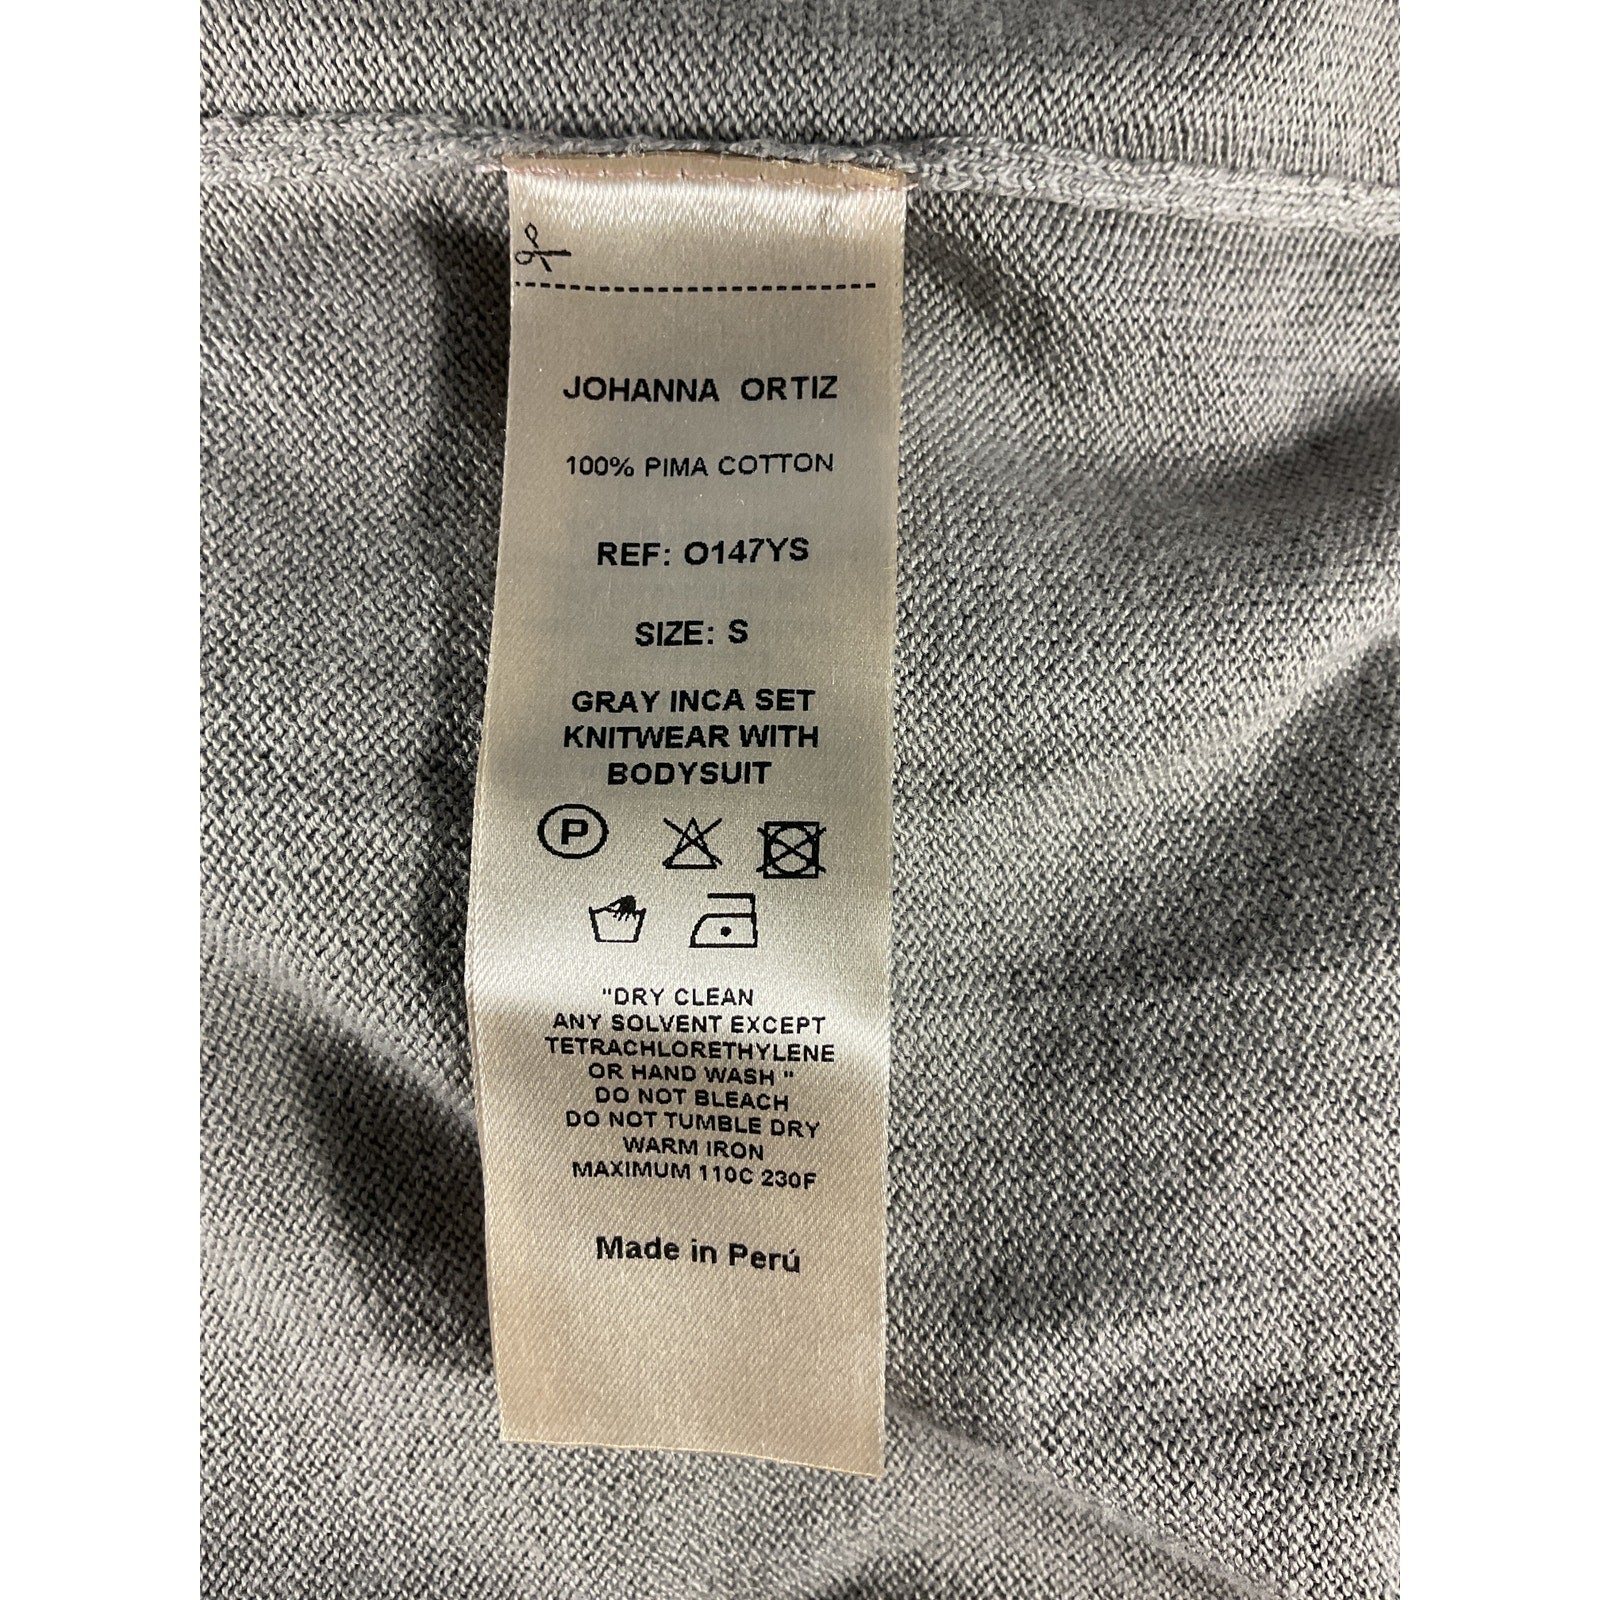 JOHANNA ORTIZ
100% PIMA COTTON
REF: O147YS
SIZE: S
GRAY INCA SET
KNITWEAR WITH
BODYSUIT
P
"DRY CLEAN
ANY SOLVENT EXCEPT
TETRACHLORETHYLENE
OR HAND WASH "
DO NOT BLEACH
DO NOT TUMBLE DRY
WARM IRON
MAXIMUM 110C 230F
Made in Perú